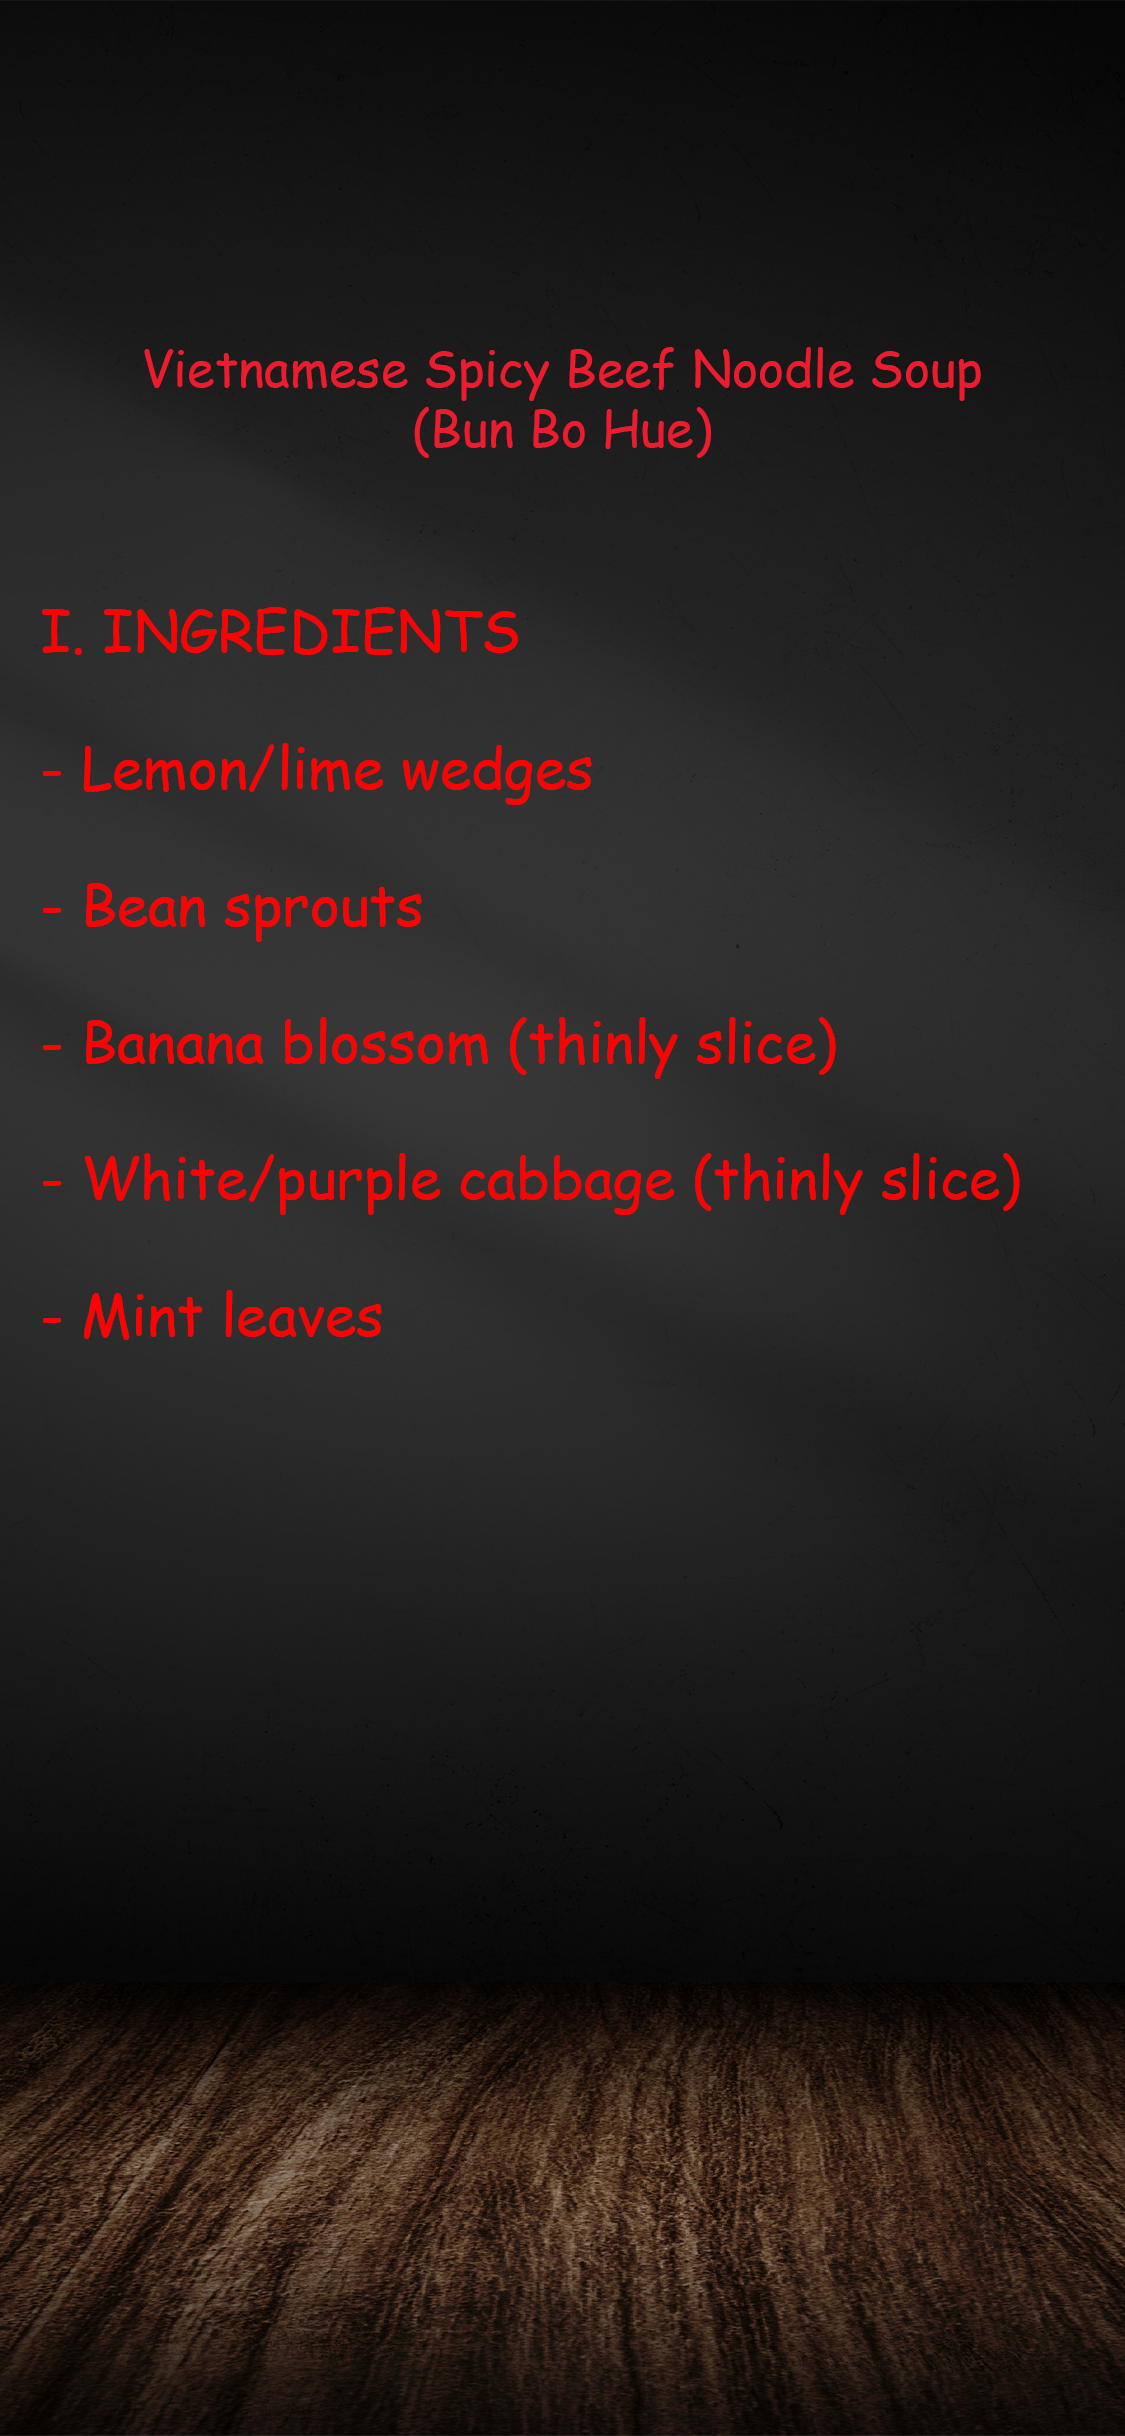 Vietnamese Spicy Beef Noodle Soup
(Bun Bo Hue)
I. INGREDIENTS
- Lemon/lime wedges
- Bean sprouts
- Banana blossom (thinly slice)
- White/purple cabbage (thinly slice)
- Mint leaves